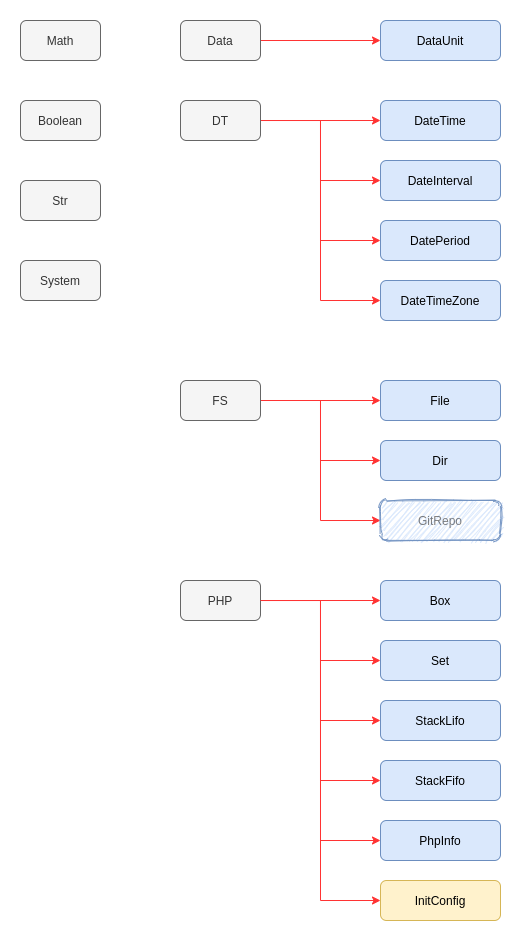 Math
Data
DataUnit
Boolean
DT
DateTime
DateInterval
Str
DatePeriod
System
DateTimeZone
FS
File
Dir
GitRepo
PHP
Box
Set
StackLifo
StackFifo
PhpInfo
InitConfig